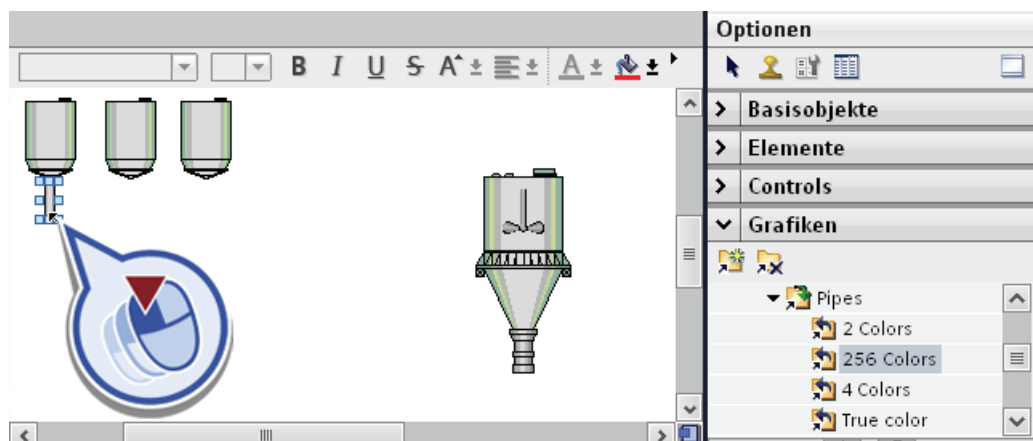 Optionen
B I U S A A
Basisobjekte
Elemente
Controls
Grafiken
Pipes
2 Colors
256 Colors
4 Colors
True color